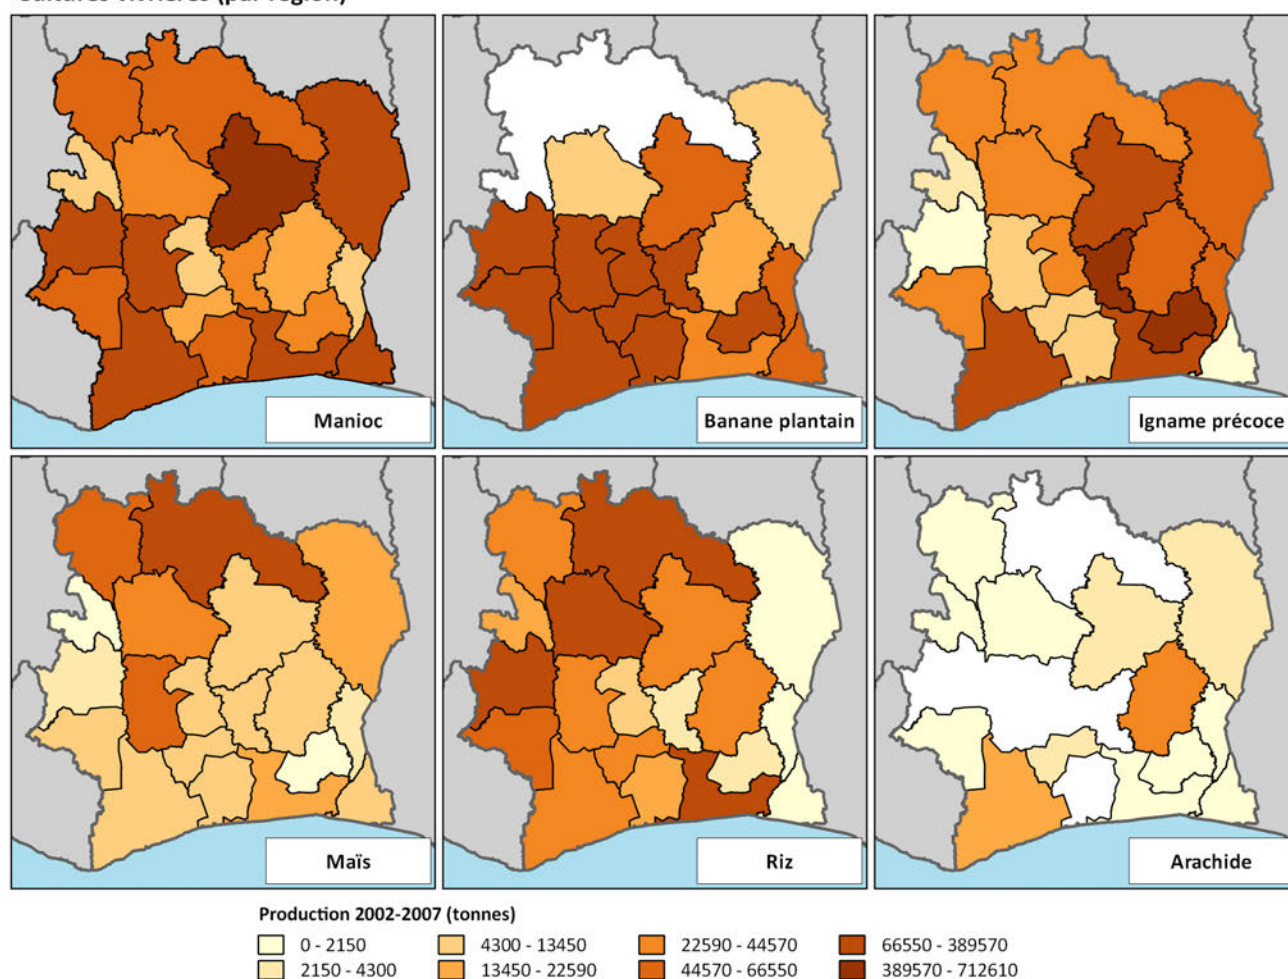 Cultures vivrières (par région)
Manioc
Banane plantain
Igname précoce
Maïs
Riz
Arachide
Production 2002-2007 (tonnes)
0 - 2150
4300 - 13450
22590 - 44570
66550 - 389570
2150 - 4300
13450 - 22590
44570 - 66550
389570 - 712610